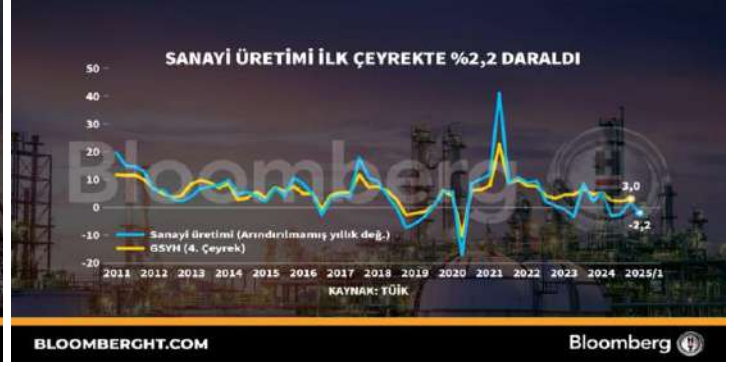 SANAYİ ÜRETİMİ İLK ÇEYREKTE %2,2 DARALDI
50
40
30
20
10
0
-10
-20
Bloomberg
3,0
-2,2
Sanayi üretimi (Arındırılmamış yıllık değ.)
GSYH (4. Çeyrek)
2011 2012 2013 2014 2015 2016 2017 2018 2019 2020 2021 2022 2023 2024 2025/1
KAYNAK: TÜİK
BLOOMBERGHT.COM
Bloomberg HT